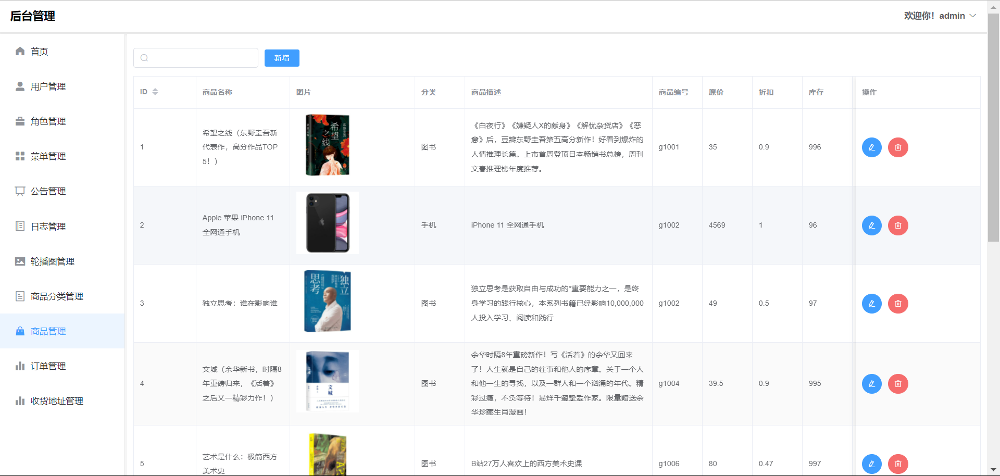 后台管理
欢迎你！admin
首页
用户管理
角色管理
菜单管理
公告管理
日志管理
轮播图管理
商品分类管理
商品管理
订单管理
收货地址管理
新增
ID 商品名称 图片 分类 商品描述 商品编号 原价 折扣 库存 操作
1
希望之线（东野圭吾新
代表作，高分作品TOP
5！）
希望
之线
图书
《白夜行》《嫌疑人X的献身》《解忧杂货店》《恶
意》后，豆瓣东野圭吾第五高分新作！好看到爆炸的
人情推理长篇。上市首周登顶日本畅销书总榜，周刊
文春推理榜年度推荐。
g1001 35 0.9 996
2
Apple 苹果 iPhone 11
全网通手机
手机
iPhone 11 全网通手机
g1002 4569 1 96
3
独立思考：谁在影响谁
独立
思考
图书
独立思考是获取自由与成功的*重要能力之一，是终
身学习的践行核心，本系列书籍已经影响10,000,000
人投入学习、阅读和践行
g1002 49 0.5 97
4
文城（余华新书，时隔8
年重磅归来，《活着》
之后又一精彩力作！）
文城
图书
余华时隔8年重磅新作！写《活着》的余华又回来
了！人生就是自己的往事和他人的序章。关于一个人
和他一生的寻找，以及一群人和一个汹涌的年代。精
彩过瘾，不负等待！易烊千玺挚爱作家。限量赠送余
华珍藏生肖漫画！
g1004 39.5 0.9 995
5
艺术是什么：极简西方
美术史
图书
B站27万人喜欢上的西方美术史课
g1006 80 0.47 997